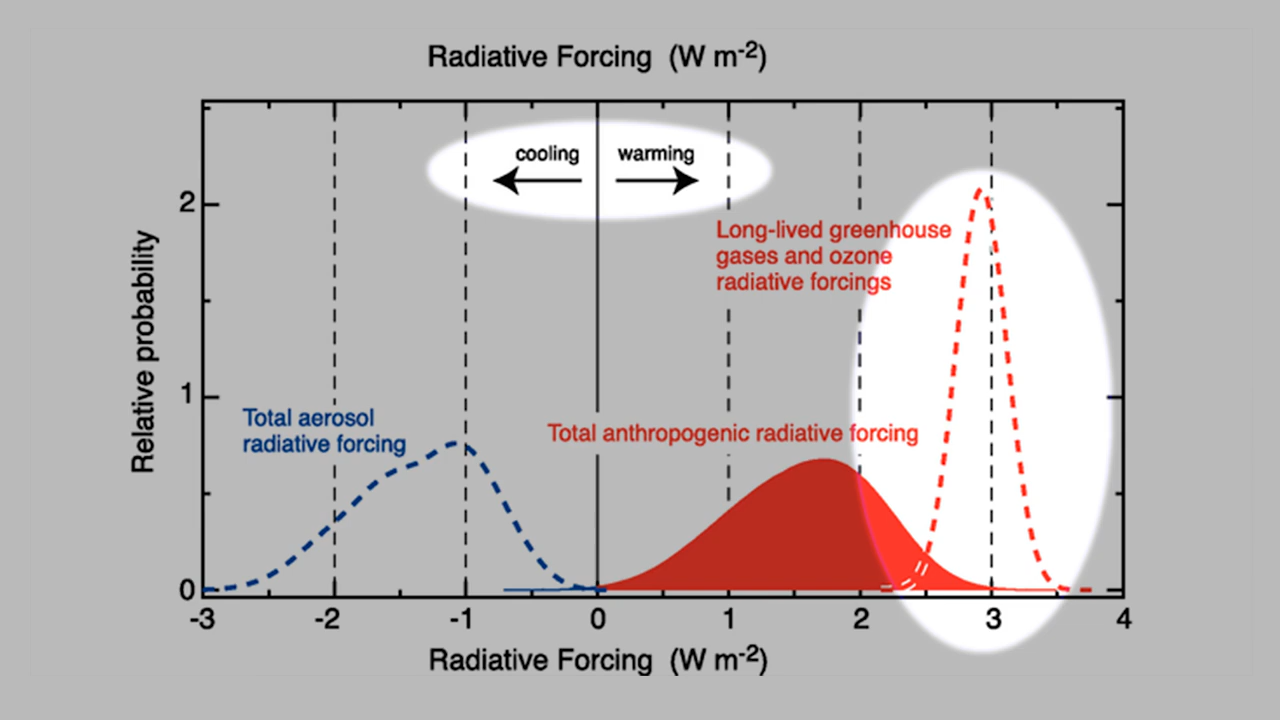 Radiative Forcing (W m-2)
cooling
warming
2
Long-lived greenhouse
gases and ozone
radiative forcings
Relative probability
1
Total aerosol
radiative forcing
Total anthropogenic radiative forcing
0
-3 -2 -1 0 1 2 3 4
Radiative Forcing (W m-2)